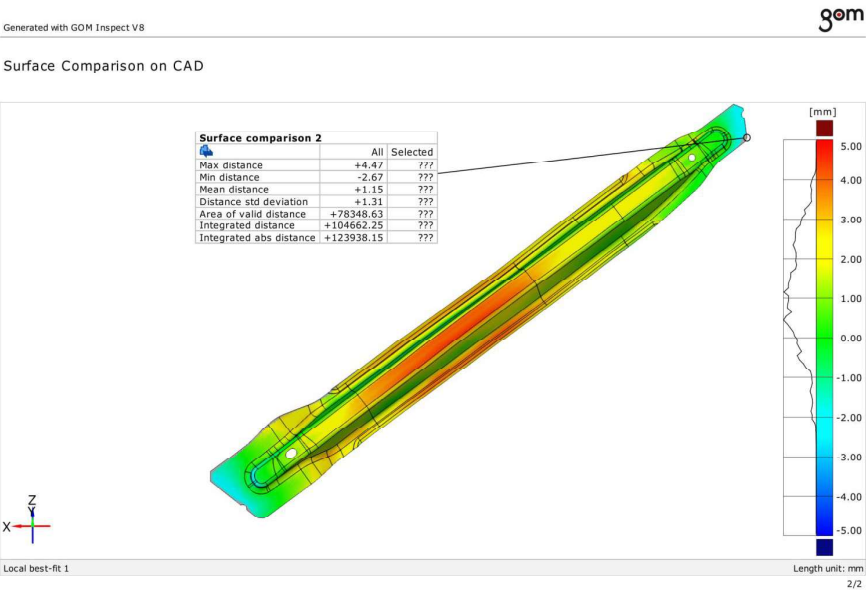 gom
Generated with GOM Inspect V8
Surface Comparison on CAD
[mm]
Surface comparison 2
All Selected
Max distance +4.47 ???
Min distance -2.67 ???
Mean distance +1.15 ???
Distance std deviation +1.31 ???
Area of valid distance +78348.63 ???
Integrated distance +104662.25 ???
Integrated abs distance +123938.15 ???
5.00
4.00
3.00
2.00
1.00
0.00
-1.00
-2.00
3.00
-4.00
-5.00
Z
Y
X
Local best-fit 1
Length unit: mm
2/2